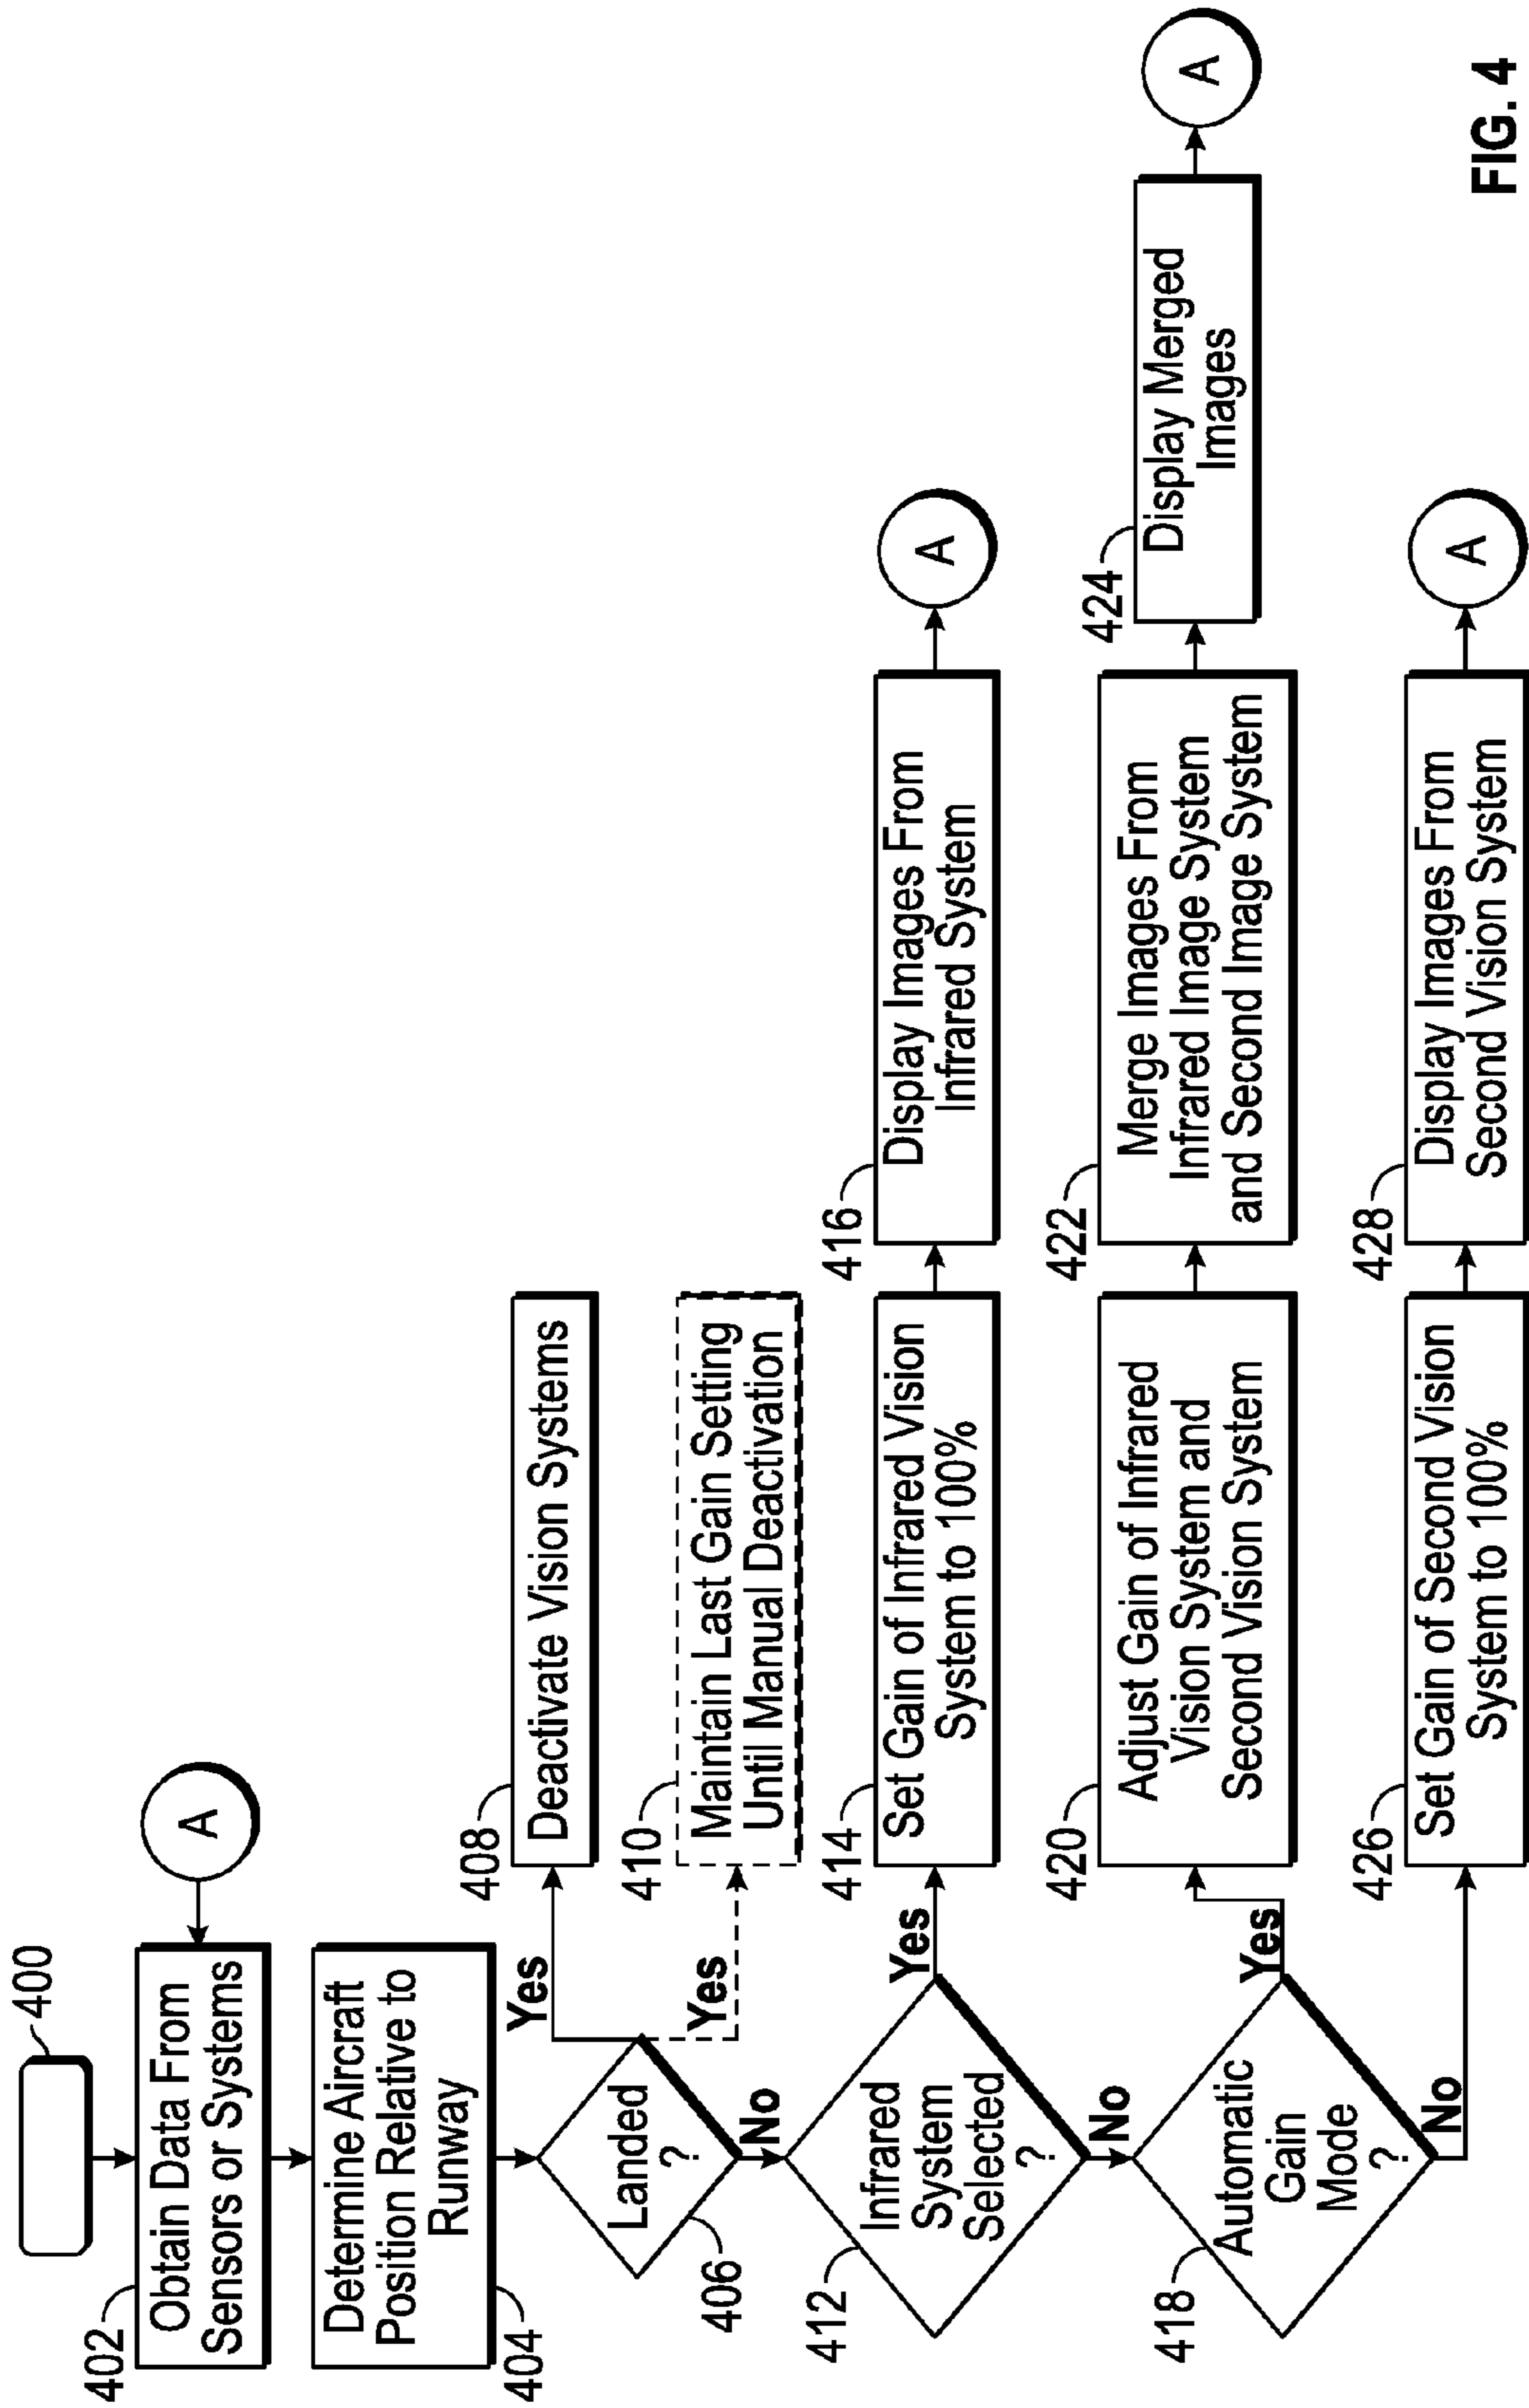 400
402
Obtain Data From
Sensors or Systems
A
404
Determine Aircraft
Position Relative to
Runway
406
Landed
?
Yes
408
Deactivate Vision Systems
Yes
410
Maintain Last Gain Setting
Until Manual Deactivation
No
412
Infrared
System
Selected
?
Yes
414
Set Gain of Infrared Vision
System to 100%
416
Display Images From
Infrared System
A
No
418
Automatic
Gain
Mode
?
Yes
420
Adjust Gain of Infrared
Vision System and
Second Vision System
422
Merge Images From
Infrared Image System
and Second Image System
424
Display Merged
Images
A
No
426
Set Gain of Second Vision
System to 100%
428
Display Images From
Second Vision System
A
FIG. 4